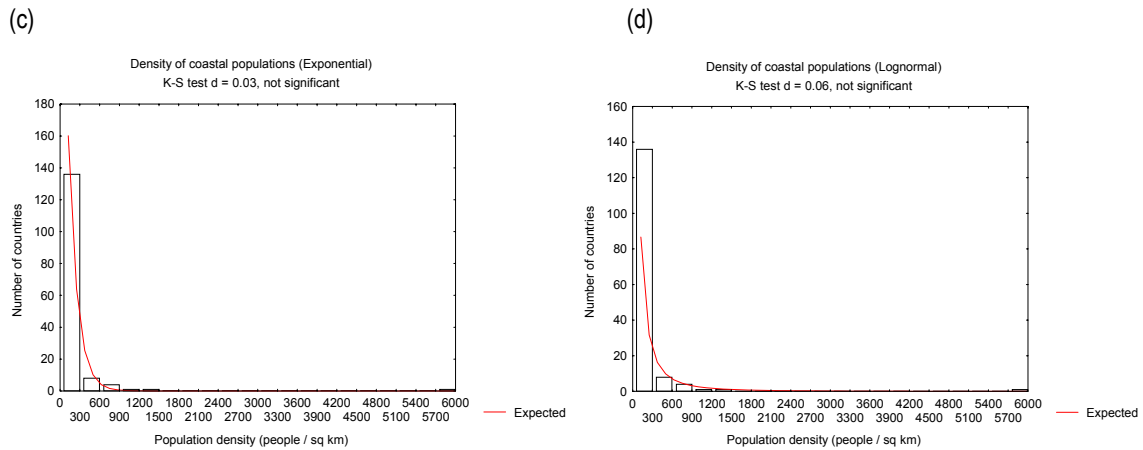 (c)
Density of coastal populations (Exponential)
K-S test d = 0.03, not significant
Number of countries
180
160
140
120
100
80
60
40
20
0
0 600 1200 1800 2400 3000 3600 4200 4800 5400 6000
300 900 1500 2100 2700 3300 3900 4500 5100 5700
Population density (people / sq km)
Expected
(d)
Density of coastal populations (Lognormal)
K-S test d = 0.06, not significant
Number of countries
160
140
120
100
80
60
40
20
0
0 600 1200 1800 2400 3000 3600 4200 4800 5400 6000
300 900 1500 2100 2700 3300 3900 4500 5100 5700
Population density (people / sq km)
Expected